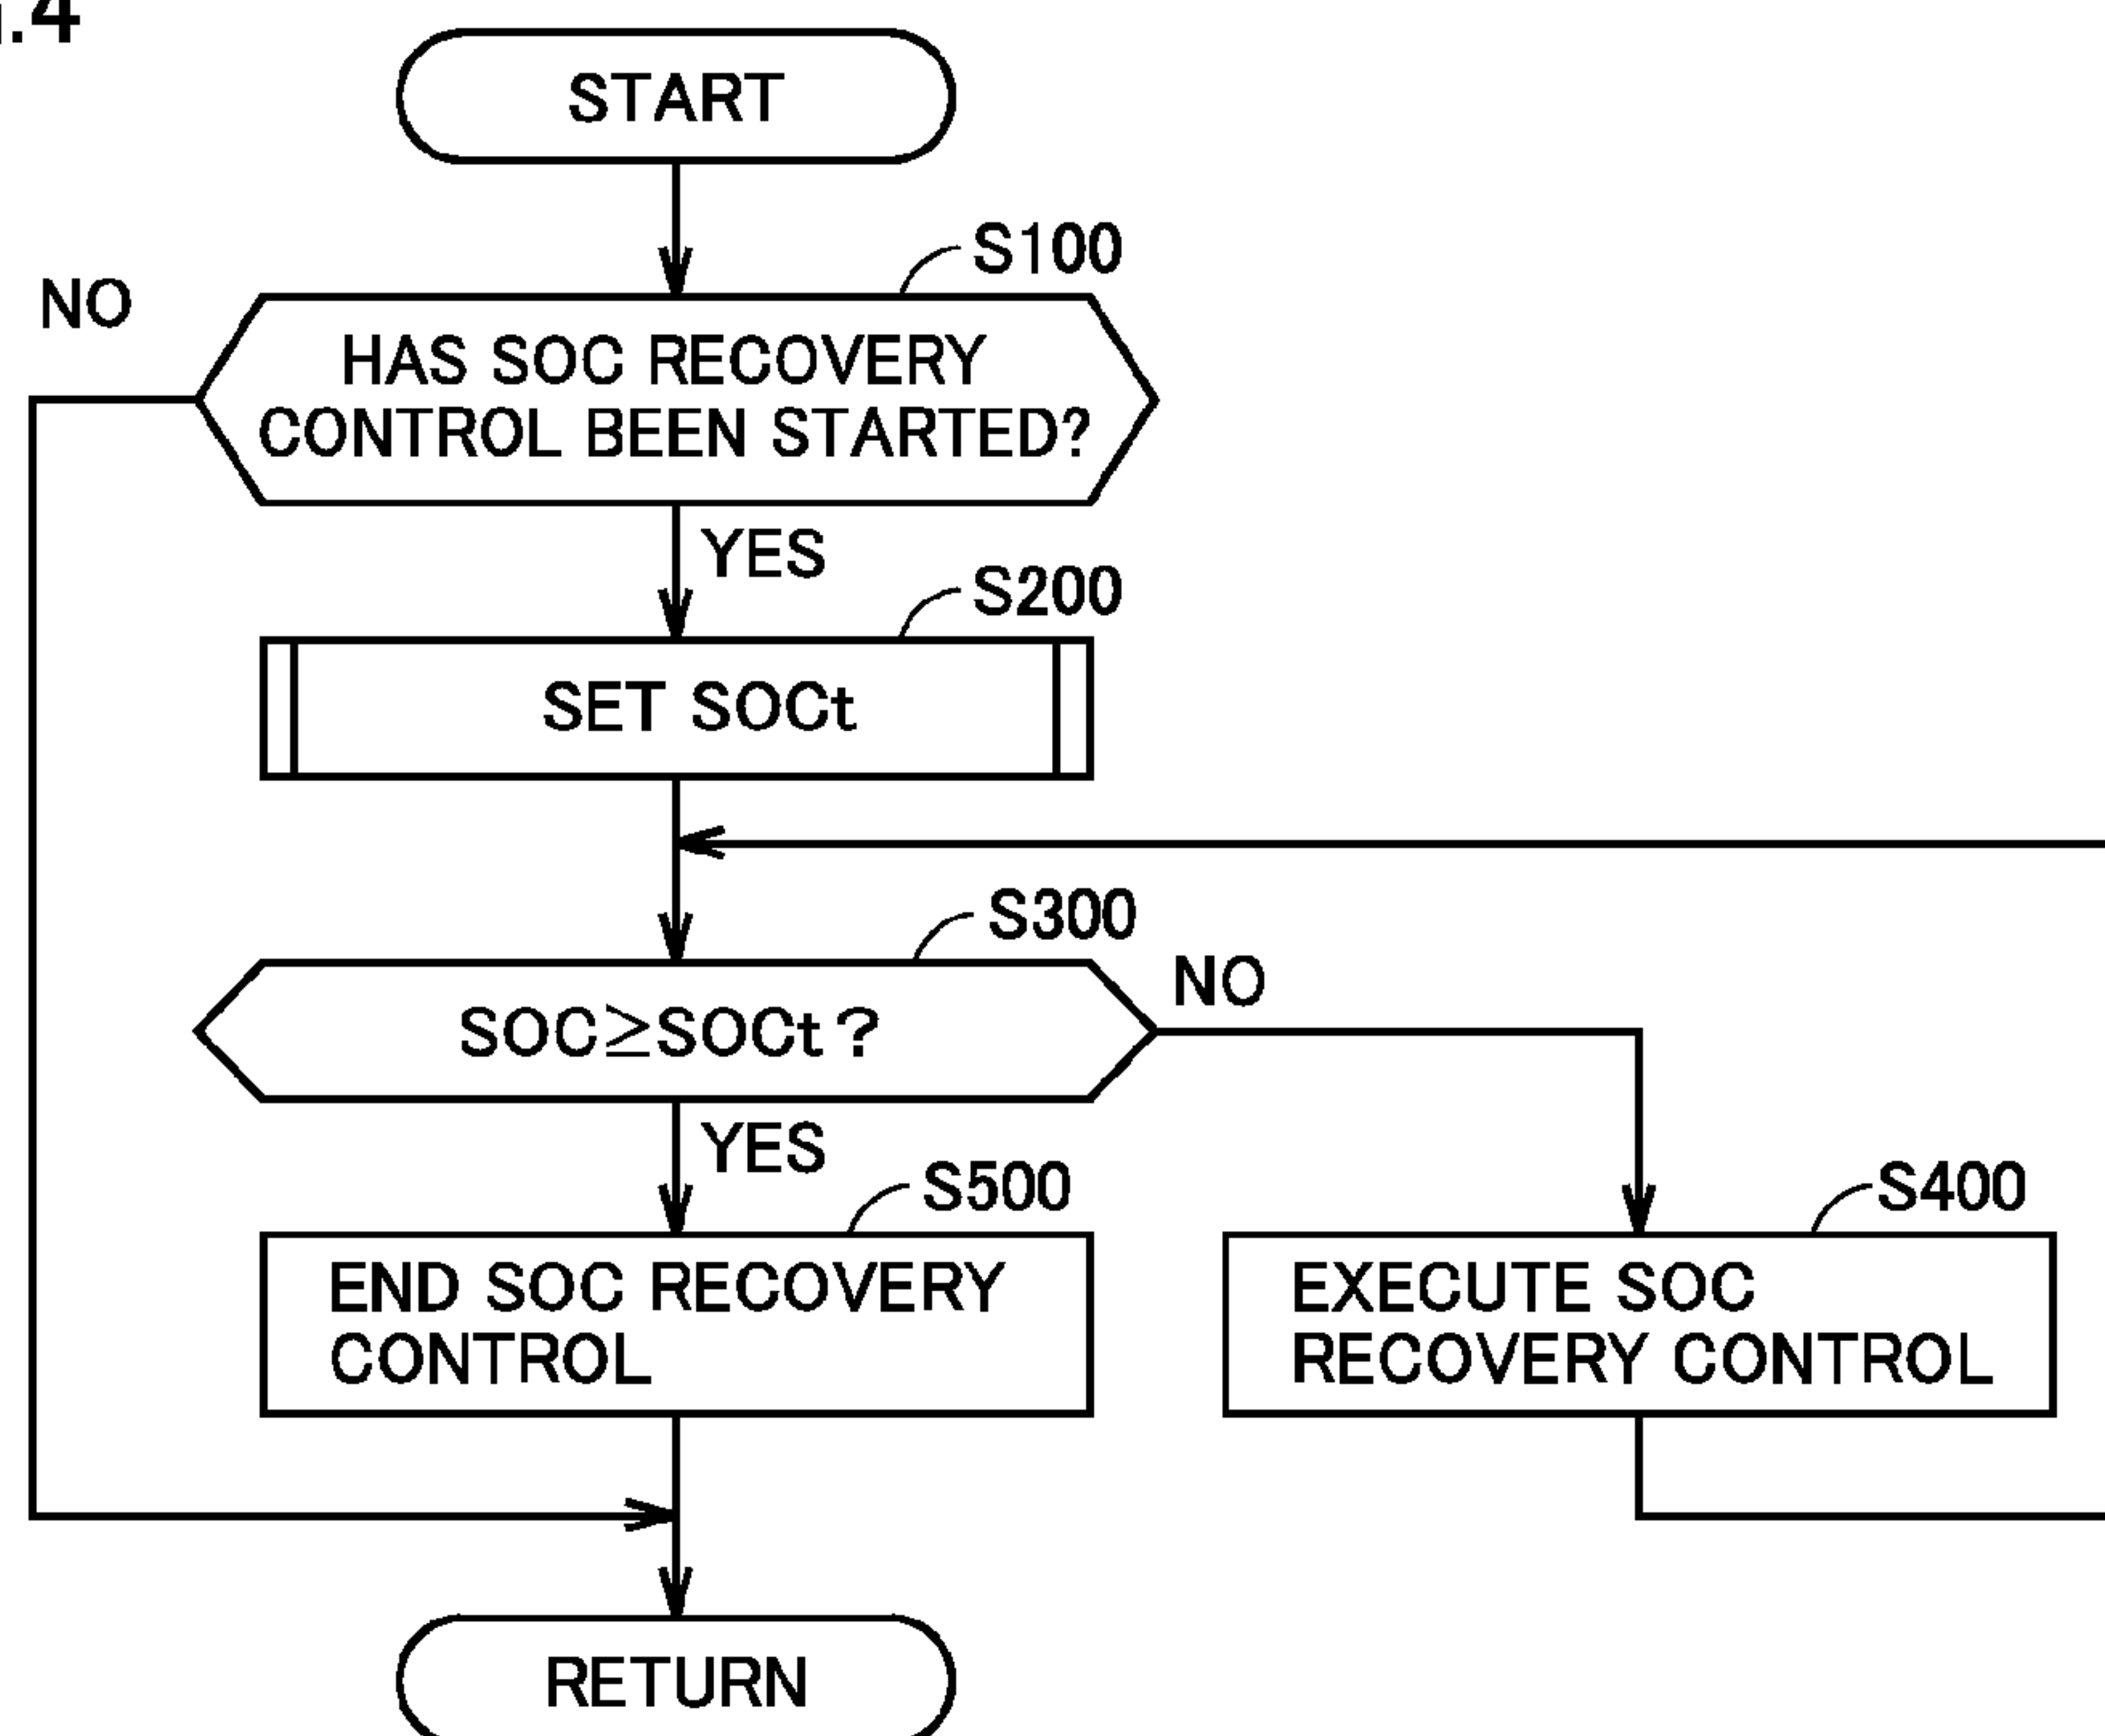 .4
START
S100
NO
HAS SOC RECOVERY
CONTROL BEEN STARTED?
YES
S200
SET SOCt
S300
NO
SOC≧SOCt?
YES
S500
S400
END SOC RECOVERY
CONTROL
EXECUTE SOC
RECOVERY CONTROL
RETURN